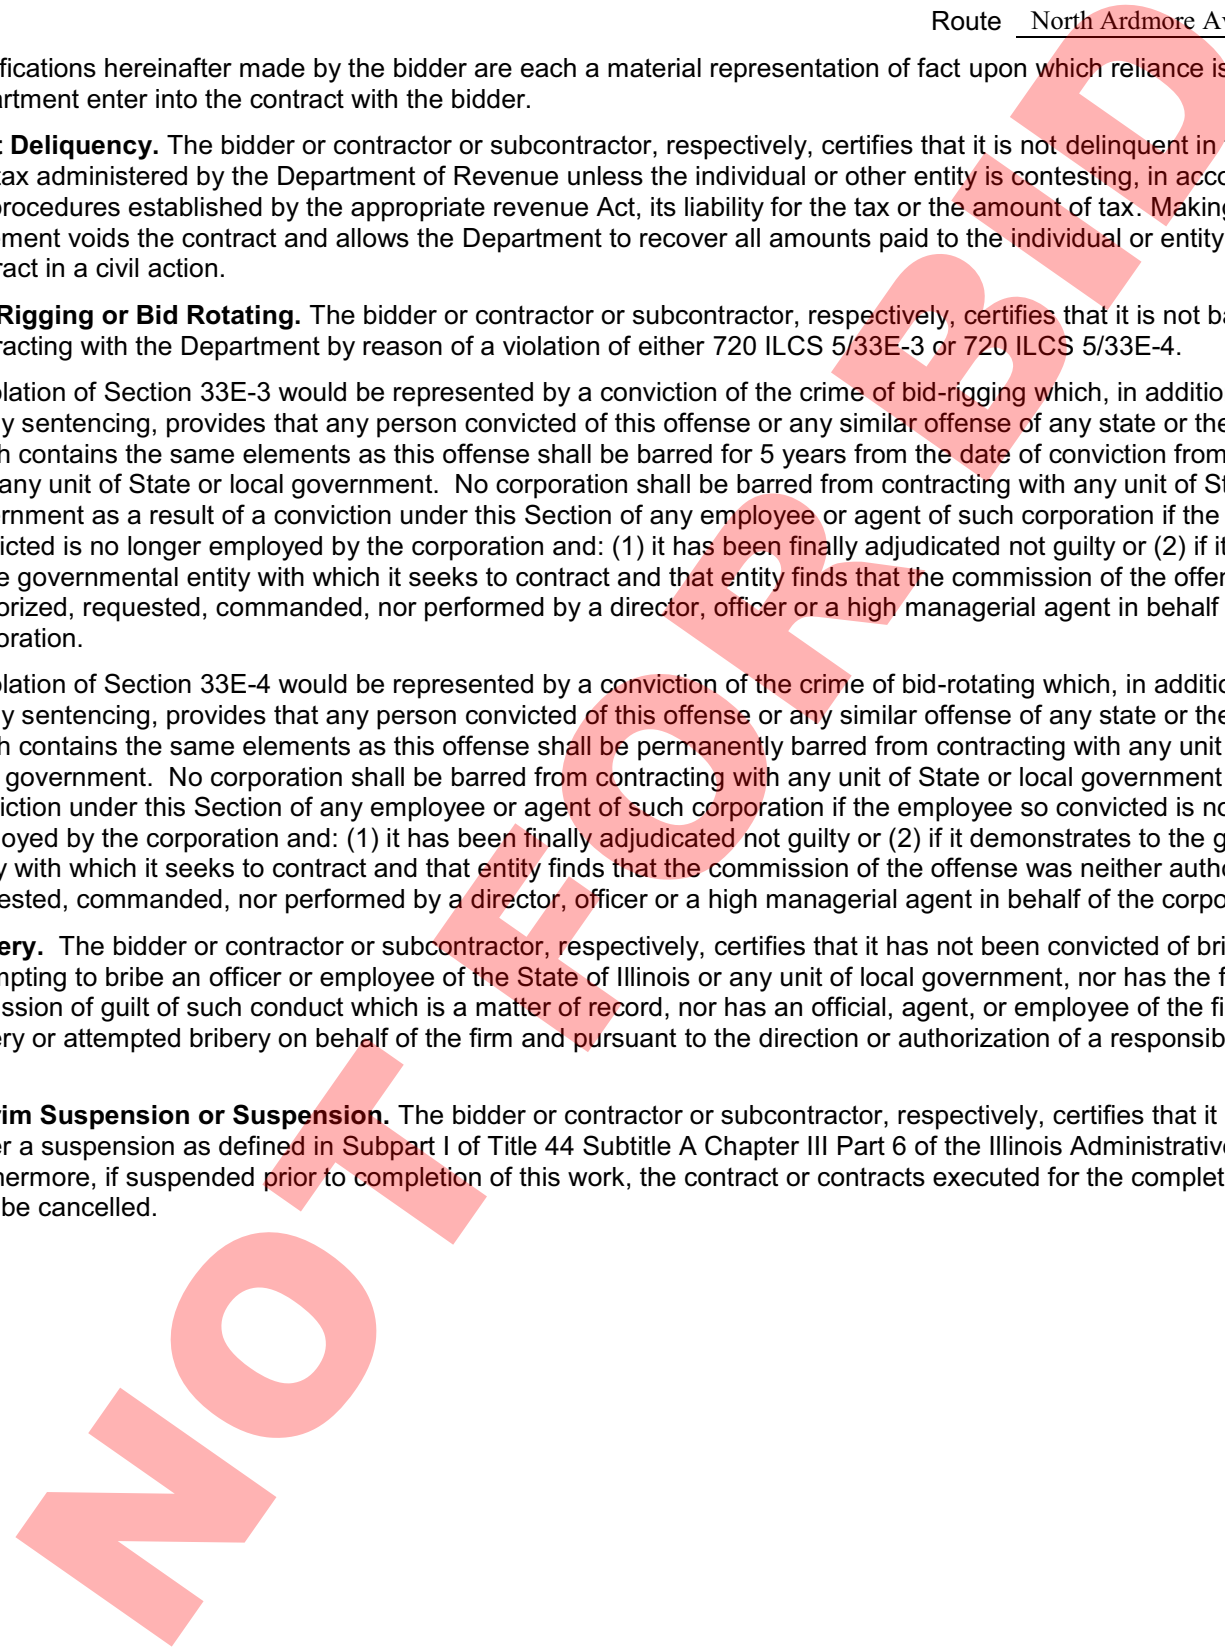 Route North Ardmore Av
fications hereinafter made by the bidder are each a material representation of fact upon which reliance is
artment enter into the contract with the bidder.
t Deliquency. The bidder or contractor or subcontractor, respectively, certifies that it is not delinquent in
tax administered by the Department of Revenue unless the individual or other entity is contesting, in acco
procedures established by the appropriate revenue Act, its liability for the tax or the amount of tax. Making
ement voids the contract and allows the Department to recover all amounts paid to the individual or entity
ract in a civil action.
Rigging or Bid Rotating. The bidder or contractor or subcontractor, respectively, certifies that it is not ba
racting with the Department by reason of a violation of either 720 ILCS 5/33E-3 or 720 ILCS 5/33E-4.
olation of Section 33E-3 would be represented by a conviction of the crime of bid-rigging which, in additio
y sentencing, provides that any person convicted of this offense or any similar offense of any state or the
h contains the same elements as this offense shall be barred for 5 years from the date of conviction from
any unit of State or local government. No corporation shall be barred from contracting with any unit of St
ernment as a result of a conviction under this Section of any employee or agent of such corporation if the
icted is no longer employed by the corporation and: (1) it has been finally adjudicated not guilty or (2) if it
e governmental entity with which it seeks to contract and that entity finds that the commission of the offen
orized, requested, commanded, nor performed by a director, officer or a high managerial agent in behalf
oration.
olation of Section 33E-4 would be represented by a conviction of the crime of bid-rotating which, in additio
y sentencing, provides that any person convicted of this offense or any similar offense of any state or the
h contains the same elements as this offense shall be permanently barred from contracting with any unit
government. No corporation shall be barred from contracting with any unit of State or local government
iction under this Section of any employee or agent of such corporation if the employee so convicted is no
oyed by the corporation and: (1) it has been finally adjudicated not guilty or (2) if it demonstrates to the g
y with which it seeks to contract and that entity finds that the commission of the offense was neither autho
ested, commanded, nor performed by a director, officer or a high managerial agent in behalf of the corpo
ery. The bidder or contractor or subcontractor, respectively, certifies that it has not been convicted of bri
mpting to bribe an officer or employee of the State of Illinois or any unit of local government, nor has the f
ssion of guilt of such conduct which is a matter of record, nor has an official, agent, or employee of the fi
ery or attempted bribery on behalf of the firm and pursuant to the direction or authorization of a responsib
rim Suspension or Suspension. The bidder or contractor or subcontractor, respectively, certifies that it
er a suspension as defined in Subpart I of Title 44 Subtitle A Chapter III Part 6 of the Illinois Administrative
hermore, if suspended prior to completion of this work, the contract or contracts executed for the complet
be cancelled.
NOT FOR BID